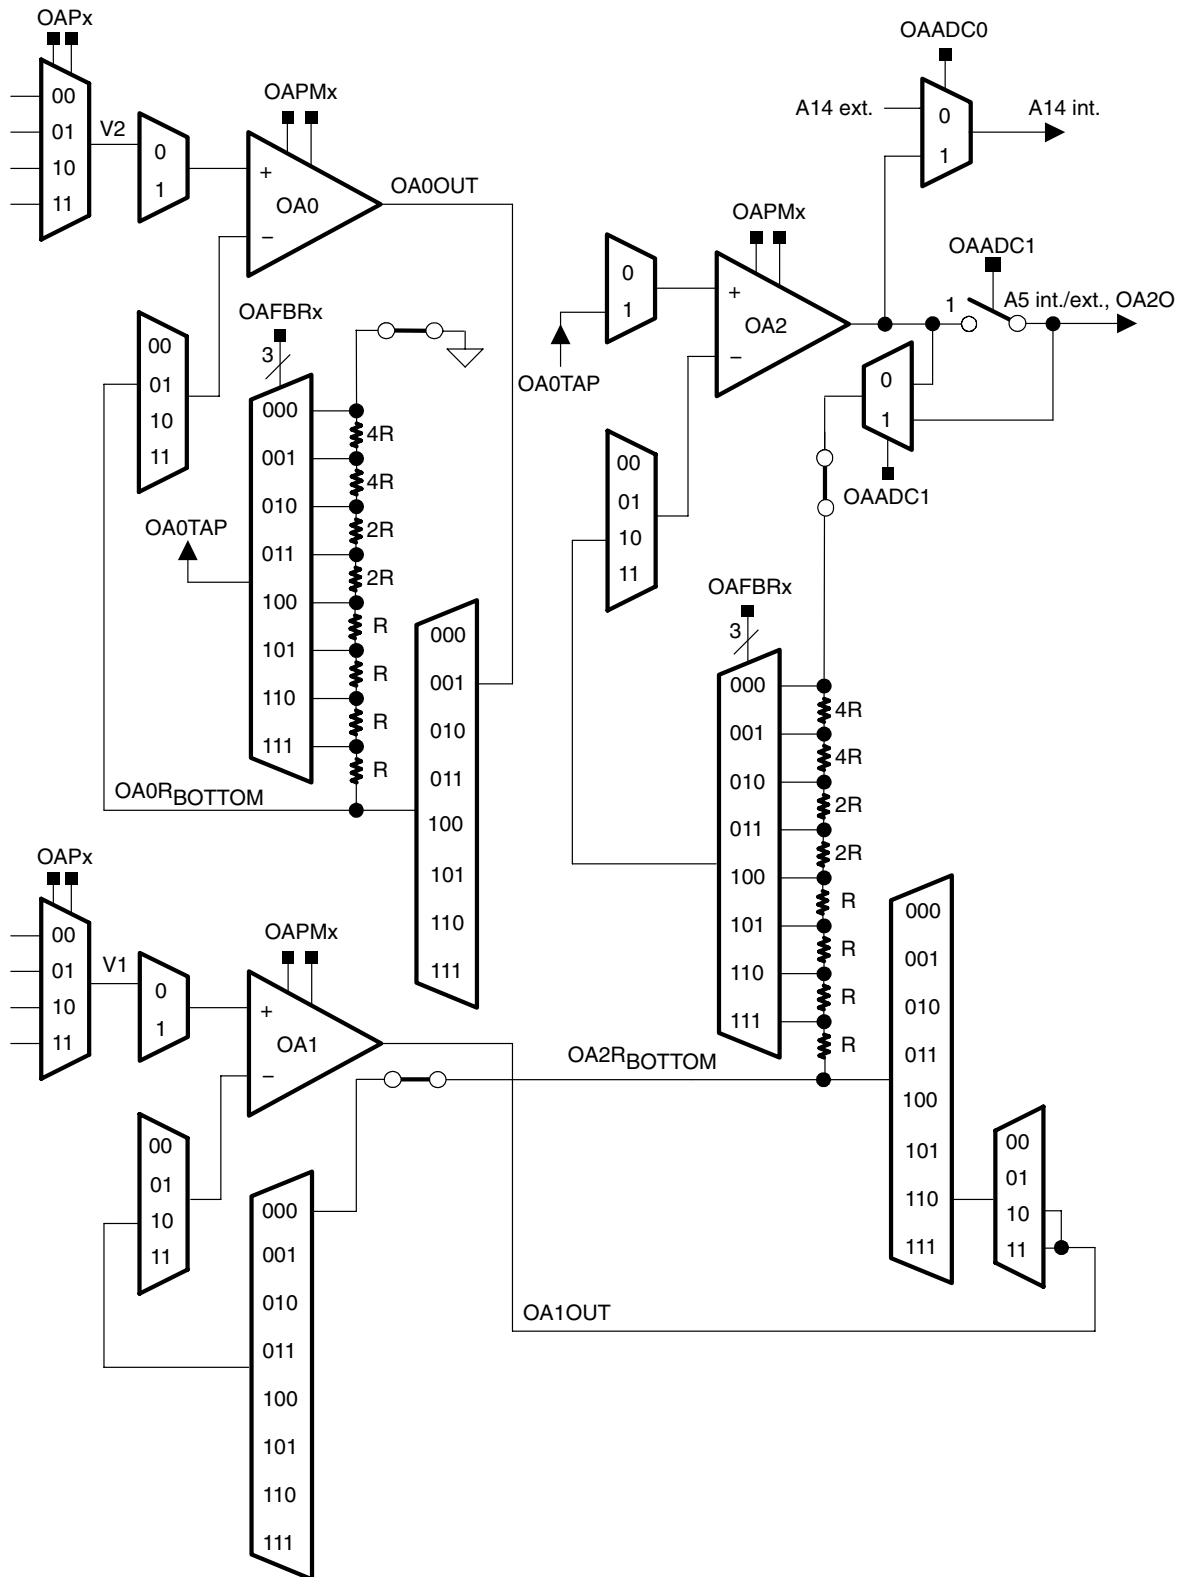 OAPx
00
01
10
11
V2
0
1
OAPMx
+
OA0
−
OA0OUT
00
01
10
11
OAFBRx
3
000
001
010
011
100
101
110
111
4R
4R
2R
2R
R
R
R
R
OA0TAP
OA0RBOTTOM
000
001
010
011
100
101
110
111
OAADC0
A14 ext.
0
1
A14 int.
OAPMx
0
1
OA0TAP
+
OA2
−
OAADC1
1
A5 int./ext., OA2O
0
1
OAADC1
00
01
10
11
OAFBRx
3
000
001
010
011
100
101
110
111
4R
4R
2R
2R
R
R
R
R
OA2RBOTTOM
000
001
010
011
100
101
110
111
00
01
10
11
OAPx
00
01
10
11
V1
0
1
OAPMx
+
OA1
−
00
01
10
11
000
001
010
011
100
101
110
111
OA1OUT